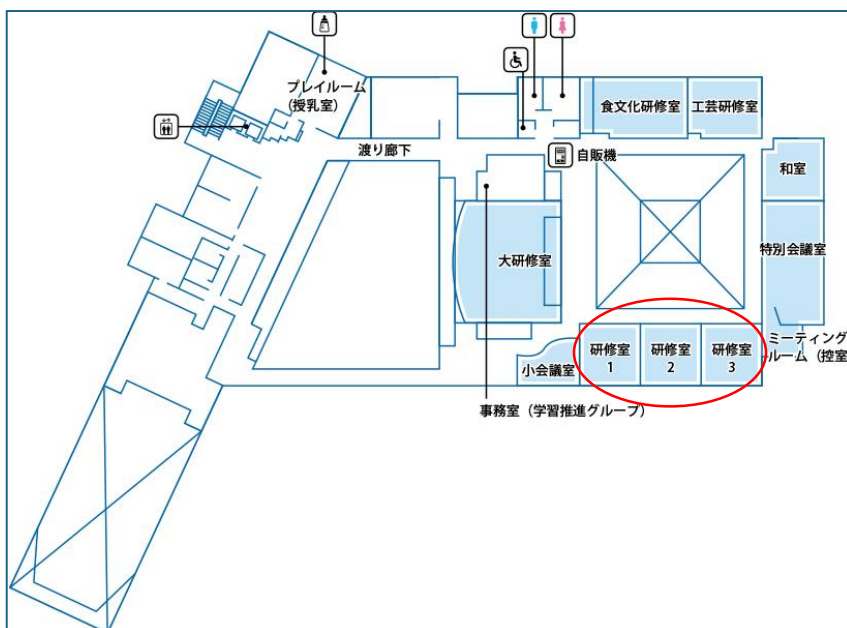 プレイルーム
(授乳室)
食文化研修室
工芸研修室
渡り廊下
自販機
和室
大研修室
特別会議室
ミーティング
ルーム(控室
研修室
1
研修室
2
研修室
3
小会議室
事務室(学習推進グループ)